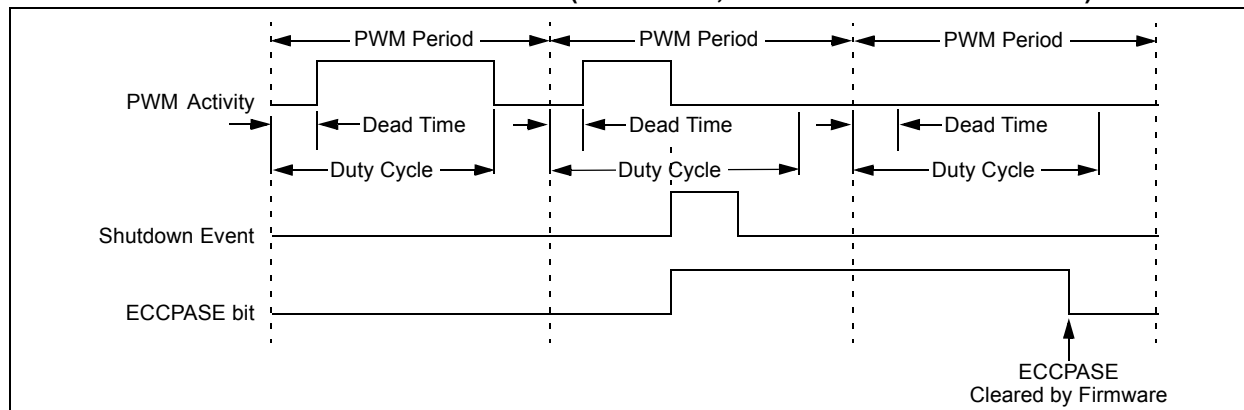 PWM Period PWM Period PWM Period
PWM Activity
Dead Time Dead Time Dead Time
Duty Cycle Duty Cycle Duty Cycle
Shutdown Event
ECCPASE bit
ECCPASE
Cleared by Firmware